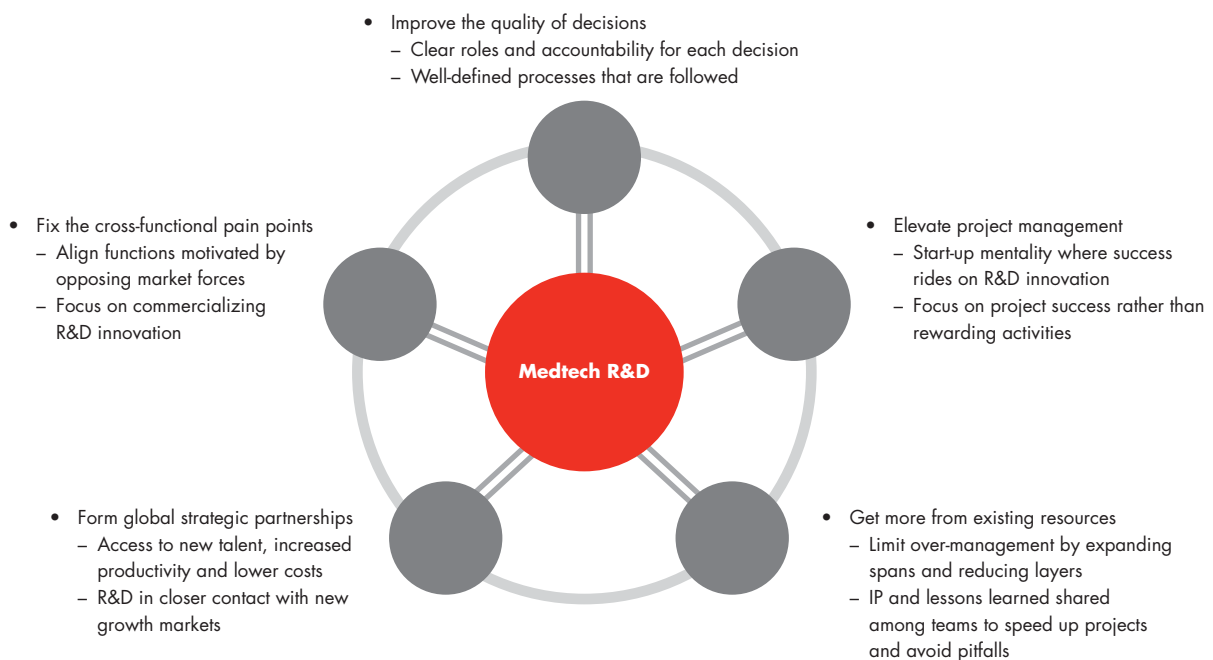 • Improve the quality of decisions
– Clear roles and accountability for each decision
– Well-defined processes that are followed
• Fix the cross-functional pain points
– Align functions motivated by
opposing market forces
– Focus on commercializing
R&D innovation
• Elevate project management
– Start-up mentality where success
rides on R&D innovation
– Focus on project success rather than
rewarding activities
Medtech R&D
• Form global strategic partnerships
– Access to new talent, increased
productivity and lower costs
– R&D in closer contact with new
growth markets
• Get more from existing resources
– Limit over-management by expanding
spans and reducing layers
– IP and lessons learned shared
among teams to speed up projects
and avoid pitfalls